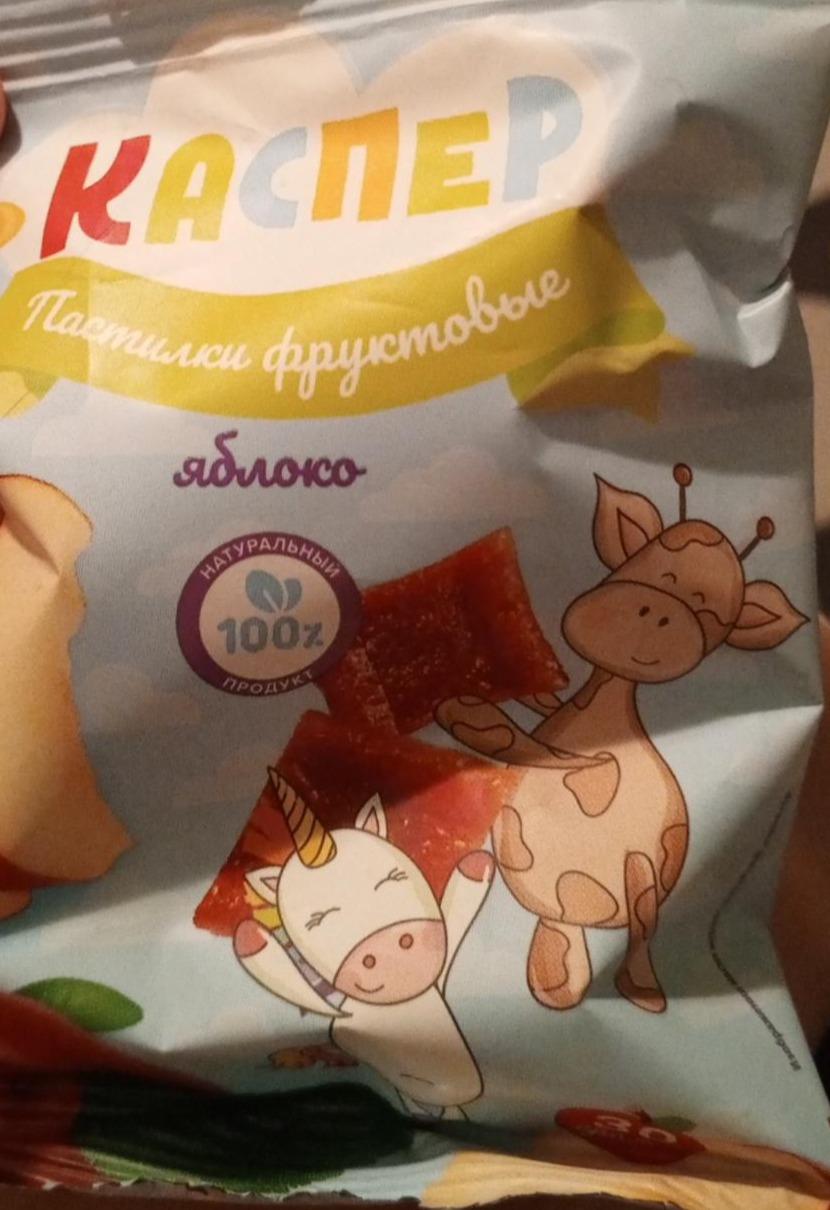 КАСПЕР
Пастилки фруктовые
яблоко
НАТУРАЛЬНЫЙ
100%
ПРОДУКТ